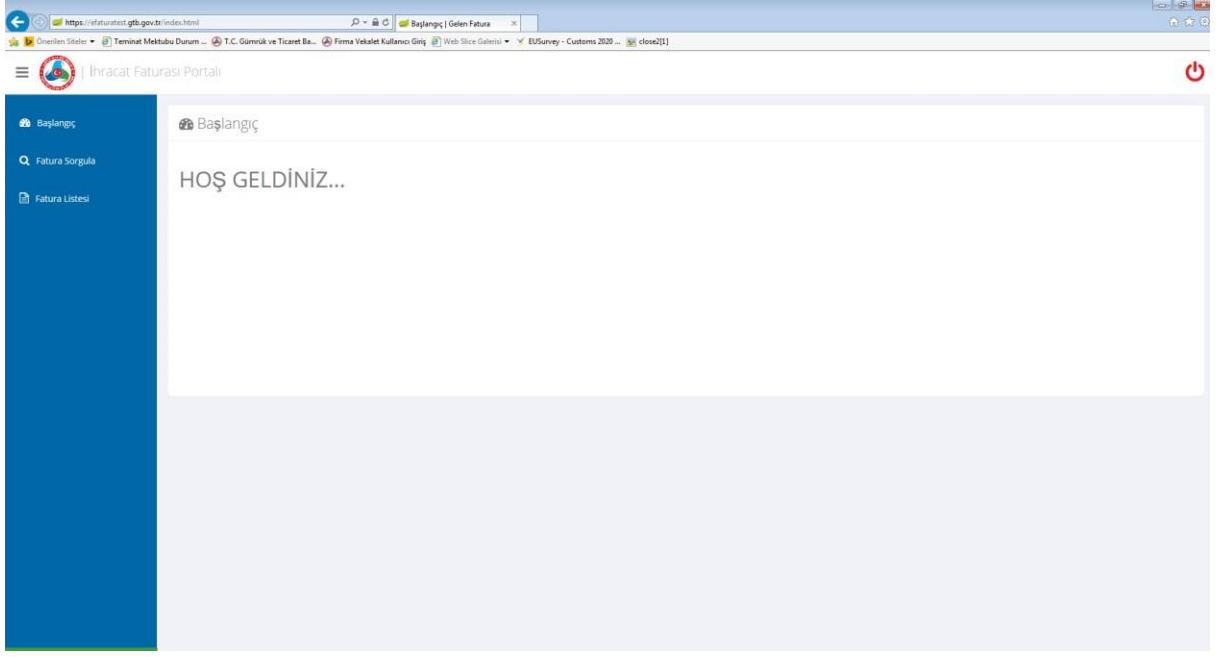 https://efaturatest.gtb.gov.tr/index.html
Başlangıç | Gelen Fatura
Önerilen Siteler
Teminat Mektubu Durum ...
T.C. Gümrük ve Ticaret Ba...
Firma Vekalet Kullanıcı Giriş
Web Slice Galerisi
EUSurvey - Customs 2020 ...
close2[1]
| İhracat Faturası Portalı
Başlangıç
Fatura Sorgula
Fatura Listesi
Başlangıç
HOŞ GELDİNİZ...